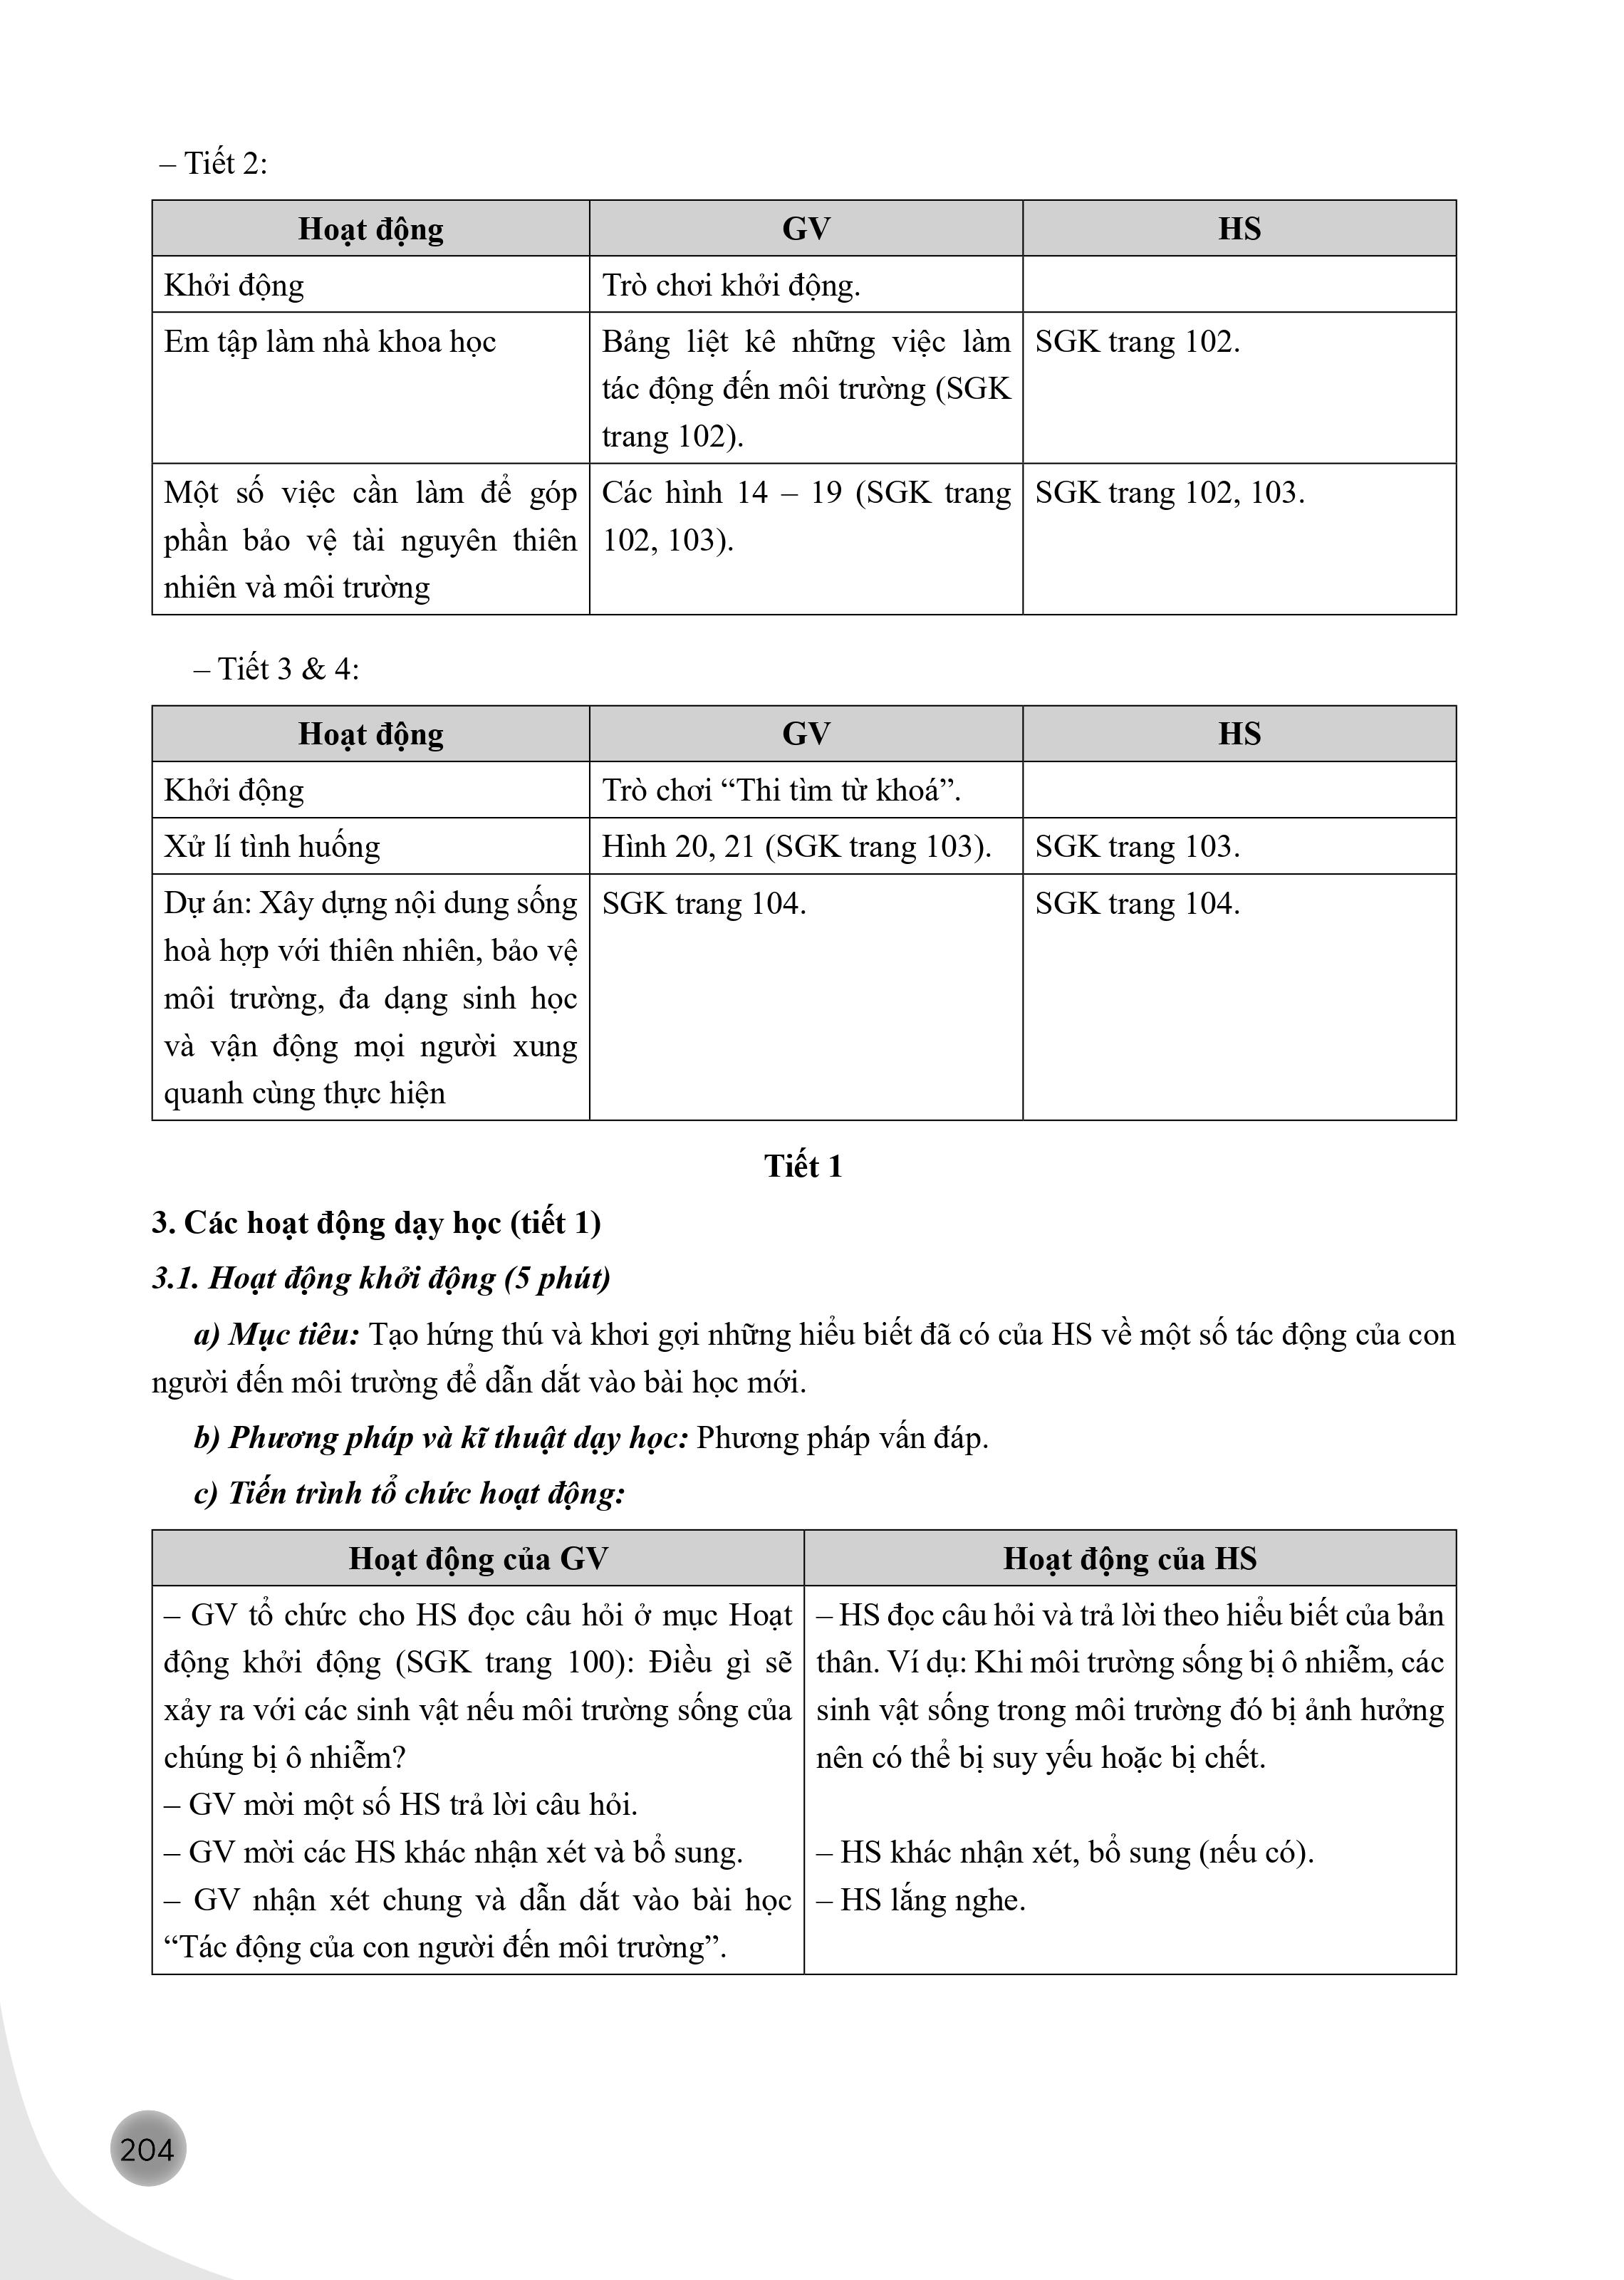 – Tiết 2:
Hoạt động
GV
HS
Khởi động
Trò chơi khởi động.
Em tập làm nhà khoa học
Bảng liệt kê những việc làm
tác động đến môi trường (SGK
trang 102).
SGK trang 102.
Một số việc cần làm để góp
phần bảo vệ tài nguyên thiên
nhiên và môi trường
Các hình 14 – 19 (SGK trang
102, 103).
SGK trang 102, 103.
– Tiết 3 & 4:
Hoạt động
GV
HS
Khởi động
Trò chơi “Thi tìm từ khoá”.
Xử lí tình huống
Hình 20, 21 (SGK trang 103).
SGK trang 103.
Dự án: Xây dựng nội dung sống
hoà hợp với thiên nhiên, bảo vệ
môi trường, đa dạng sinh học
và vận động mọi người xung
quanh cùng thực hiện
SGK trang 104.
SGK trang 104.
Tiết 1
3. Các hoạt động dạy học (tiết 1)
3.1. Hoạt động khởi động (5 phút)
a) Mục tiêu: Tạo hứng thú và khơi gợi những hiểu biết đã có của HS về một số tác động của con
người đến môi trường để dẫn dắt vào bài học mới.
b) Phương pháp và kĩ thuật dạy học: Phương pháp vấn đáp.
c) Tiến trình tổ chức hoạt động:
Hoạt động của GV
Hoạt động của HS
– GV tổ chức cho HS đọc câu hỏi ở mục Hoạt
động khởi động (SGK trang 100): Điều gì sẽ
xảy ra với các sinh vật nếu môi trường sống của
chúng bị ô nhiễm?
– GV mời một số HS trả lời câu hỏi.
– GV mời các HS khác nhận xét và bổ sung.
– GV nhận xét chung và dẫn dắt vào bài học
“Tác động của con người đến môi trường”.
– HS đọc câu hỏi và trả lời theo hiểu biết của bản
thân. Ví dụ: Khi môi trường sống bị ô nhiễm, các
sinh vật sống trong môi trường đó bị ảnh hưởng
nên có thể bị suy yếu hoặc bị chết.
– HS khác nhận xét, bổ sung (nếu có).
– HS lắng nghe.
204